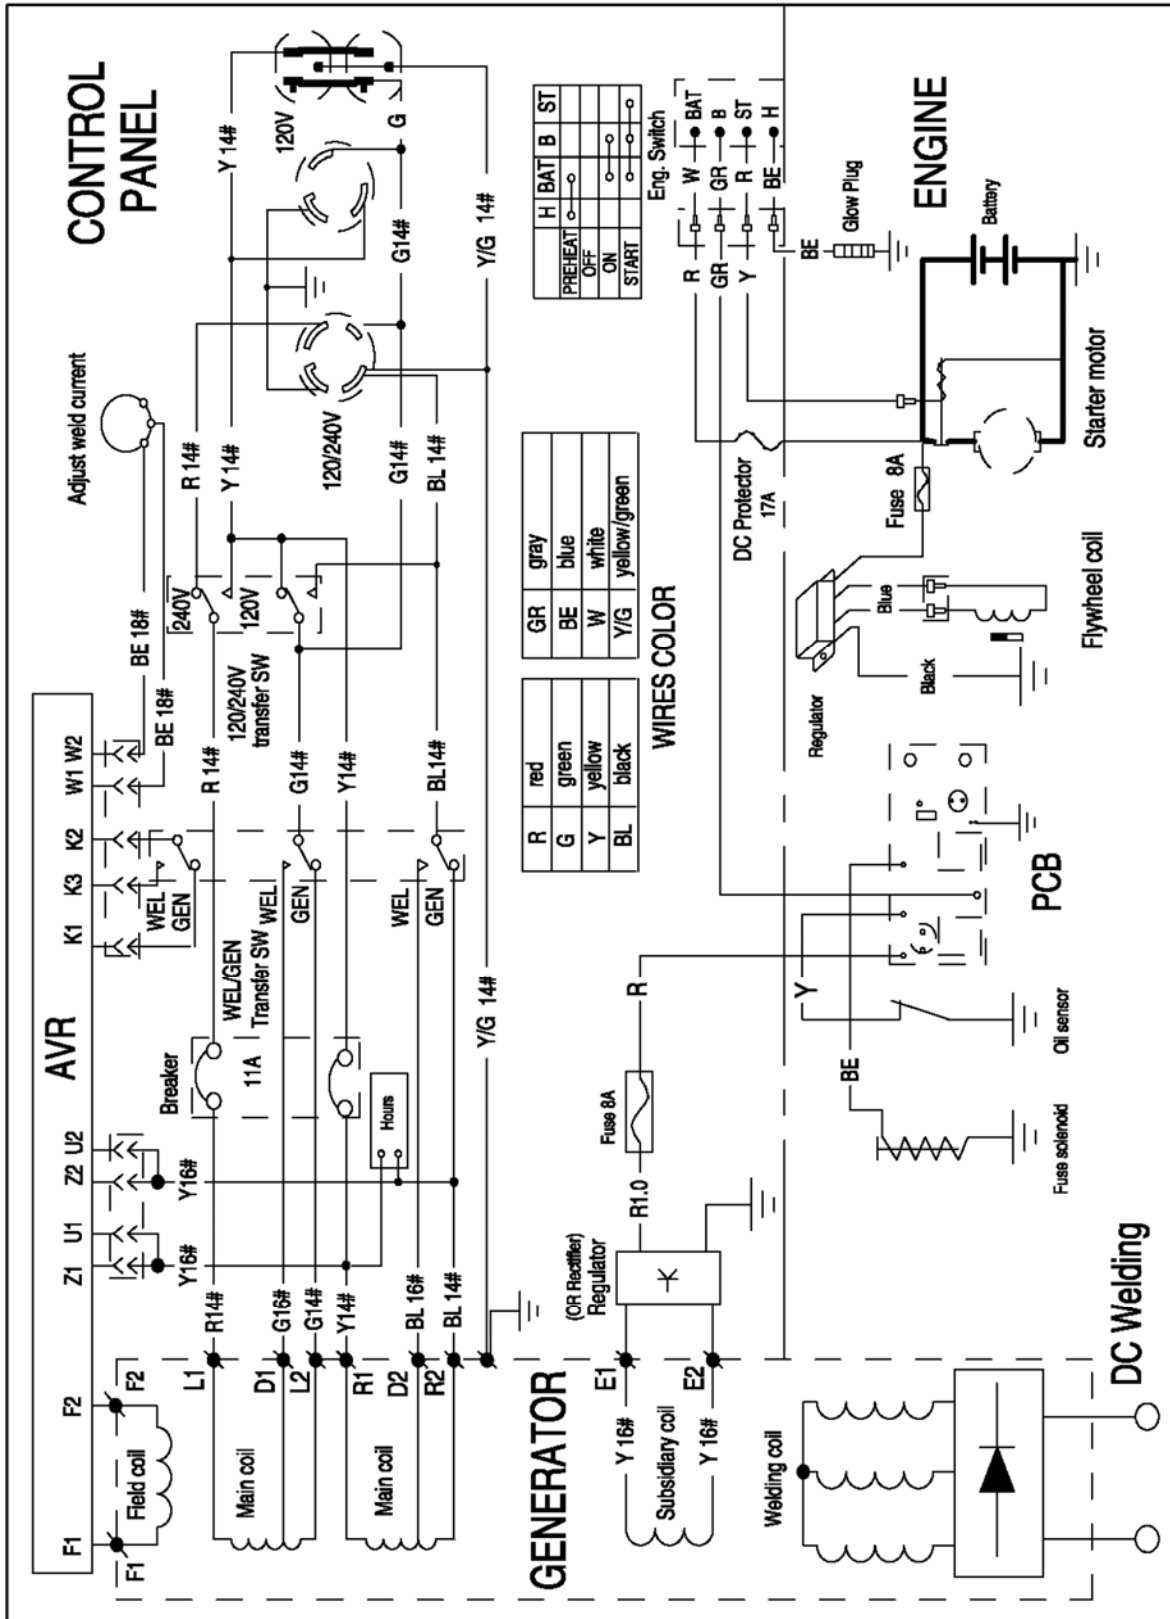 CONTROL
PANEL
Y 14#
120V
G
G14#
Y/G 14#
Adjust weld current
R 14#
Y 14#
120/240V
G14#
BL 14#
BE 18#
BE 18#
240V
120V
120/240V
transfer SW
R 14#
G14#
Y14#
BL14#
AVR
F1
F2
Z1
U1
Z2
U2
K1
K3
K2
W1
W2
WEL
GEN
WEL/GEN
Transfer SW
WEL
GEN
WEL
GEN
Breaker
11A
Hours
Y16#
Y16#
R14#
G16#
G14#
Y14#
BL 16#
BL 14#
Y/G 14#
F1
F2
Field coil
L1
D1
L2
R1
D2
R2
Main coil
Main coil
GENERATOR
E1
E2
Y 16#
Subsidiary coil
Y 16#
(OR Rectifier)
Regulator
R1.0
Fuse 8A
R
Welding coil
DC Welding
H BAT B ST
PREHEAT
OFF
ON
START
Eng. Switch
BAT
B
ST
H
W
GR
R
BE
R
GR
Y
BE
Glow Plug
R red
G green
Y yellow
BL black
GR gray
BE blue
W white
Y/G yellow/green
WIRES COLOR
DC Protector
17A
ENGINE
Battery
Starter motor
Fuse 8A
Regulator
Blue
Black
Flywheel coil
PCB
Y
BE
Oil sensor
Fuse solenoid